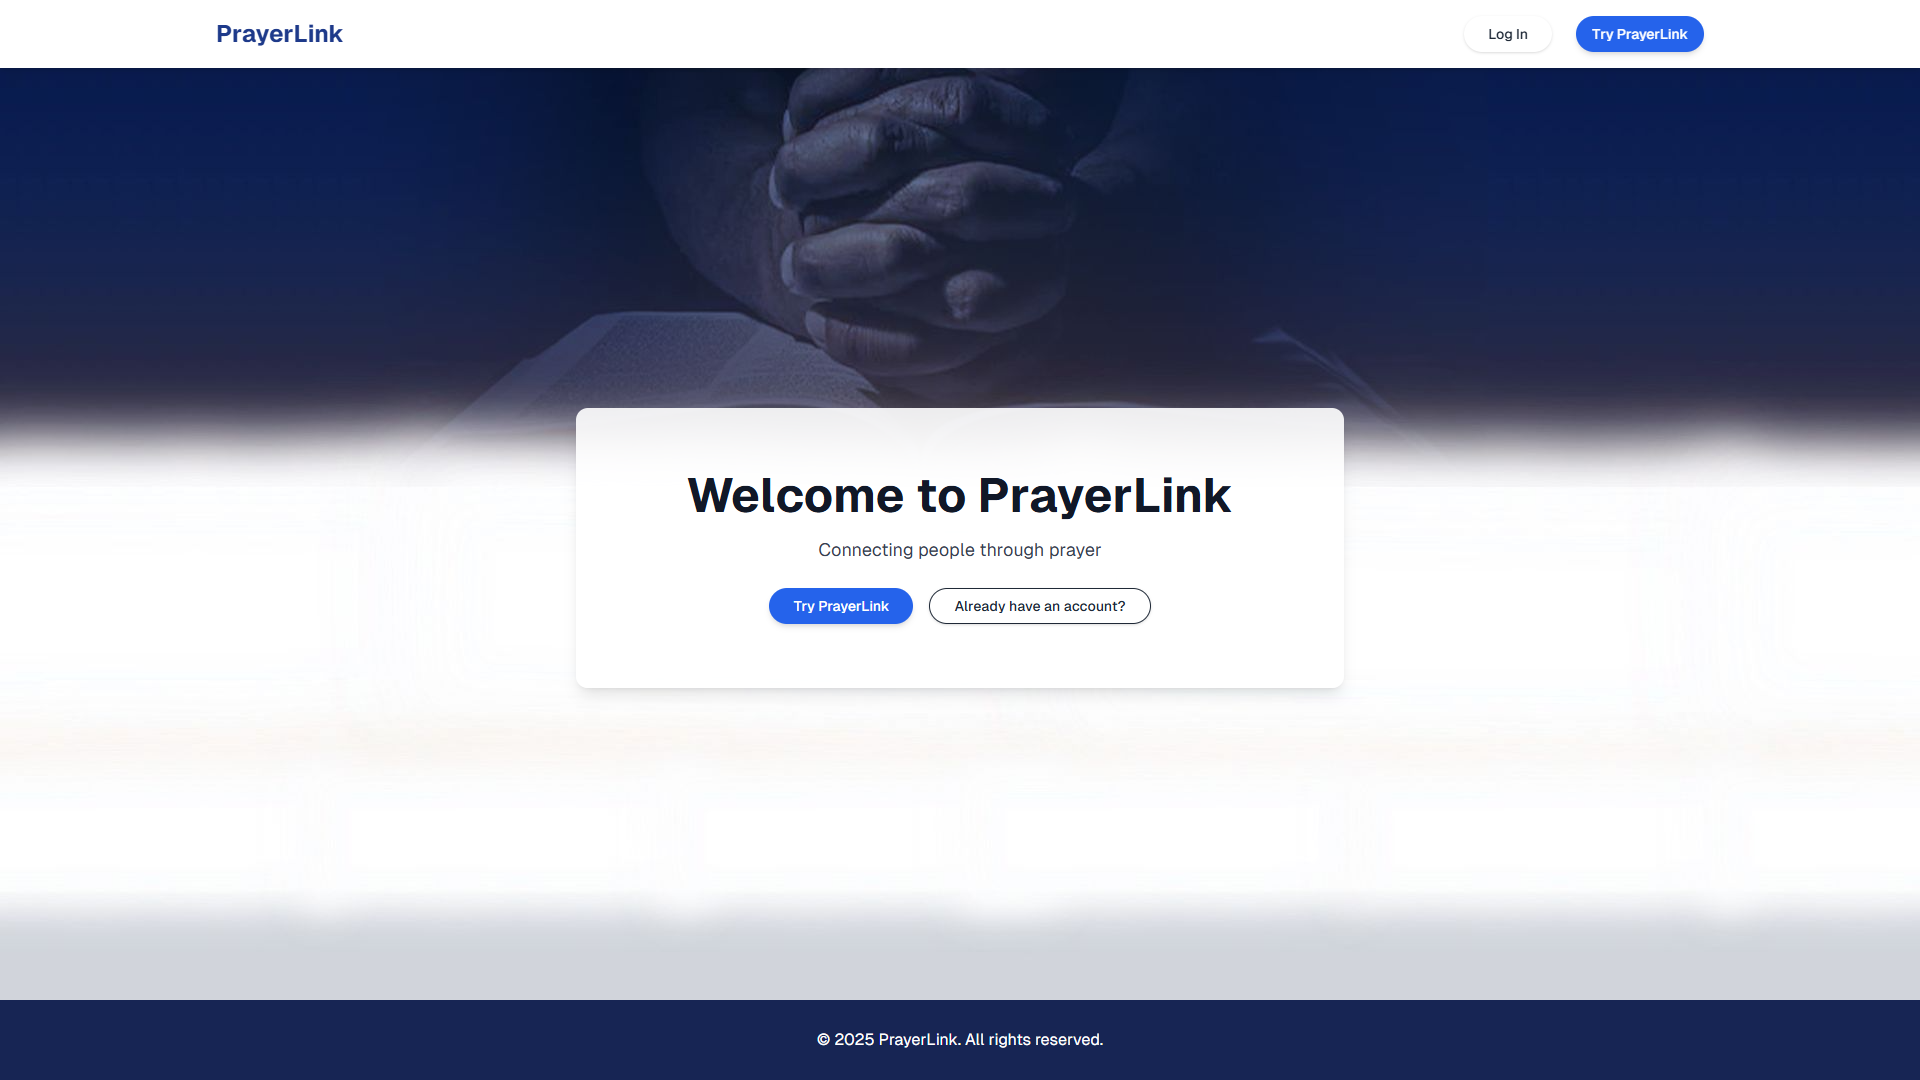 PrayerLink
Log In
Try PrayerLink
Welcome to PrayerLink
Connecting people through prayer
Try PrayerLink
Already have an account?
© 2025 PrayerLink. All rights reserved.